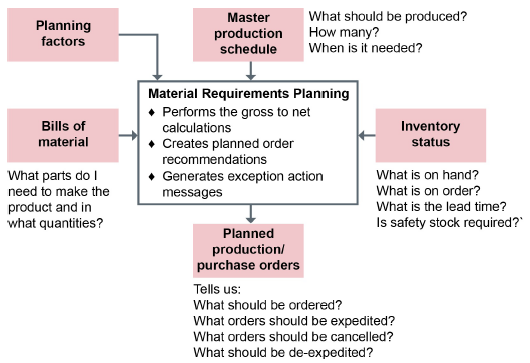 Planning
factors
Master
production
schedule
What should be produced?
How many?
When is it needed?
Material Requirements Planning
♦ Performs the gross to net
calculations
♦ Creates planned order
recommendations
♦ Generates exception action
messages
Bills of
material
What parts do I
need to make the
product and in
what quantities?
Inventory
status
What is on hand?
What is on order?
What is the lead time?
Is safety stock required?`
Planned
production/
purchase orders
Tells us:
What should be ordered?
What orders should be expedited?
What orders should be cancelled?
What should be de-expedited?